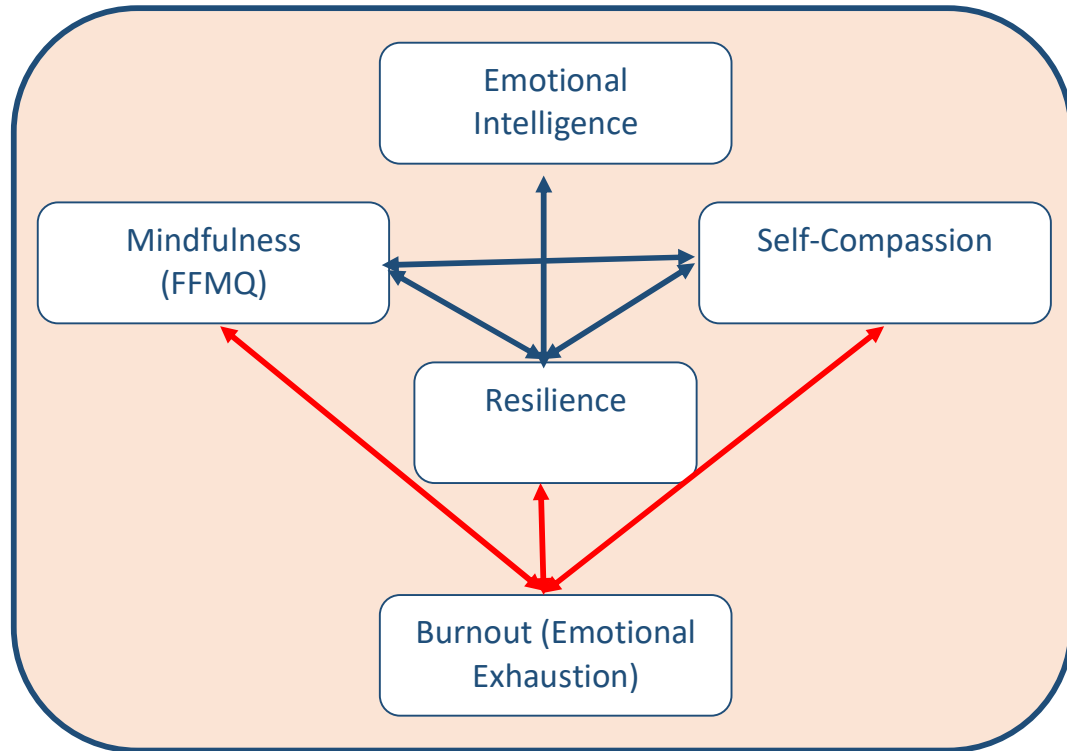 Emotional
Intelligence
Mindfulness
(FFMQ)
Self-Compassion
Resilience
Burnout (Emotional
Exhaustion)